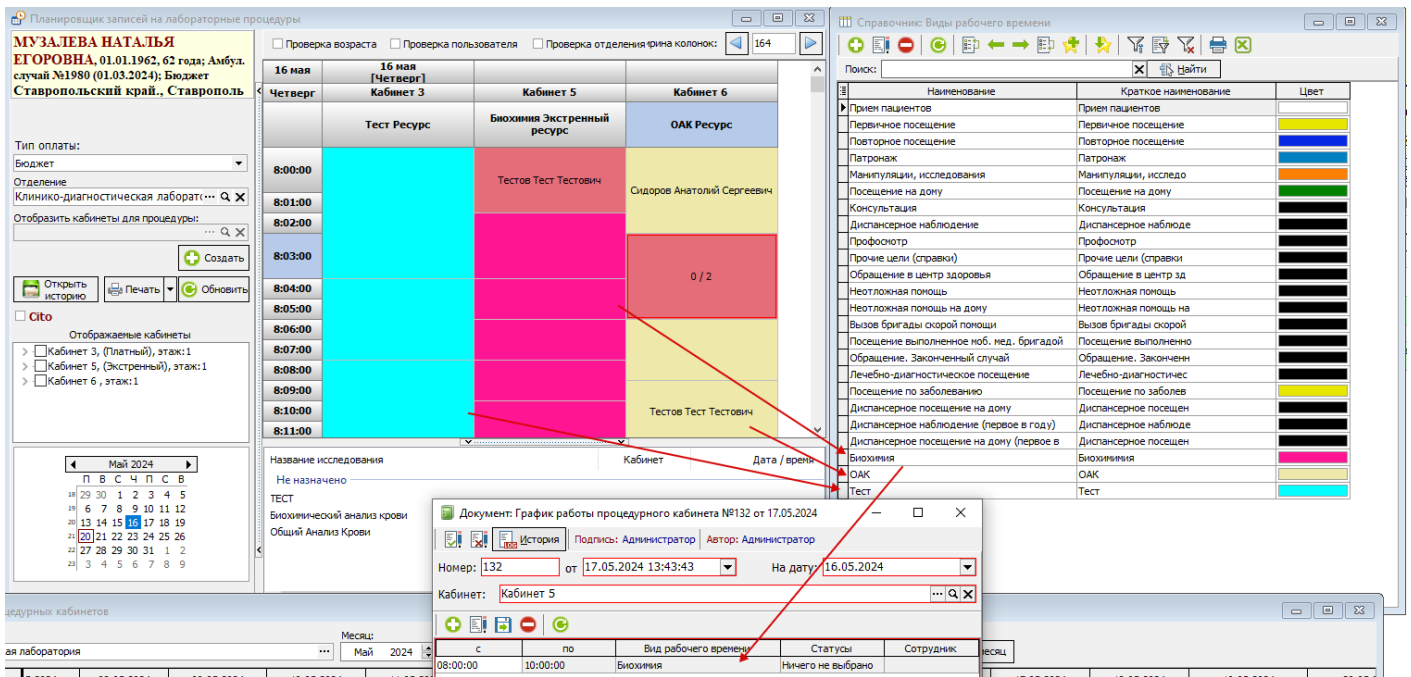 Планировщик записей на лабораторные процедуры
МУЗАЛЕВА НАТАЛЬЯ
ЕГОРОВНА, 01.01.1962, 62 года; Амбул.
случай №1980 (01.03.2024); Бюджет
Ставропольский край., Ставрополь
Тип оплаты:
Бюджет
Отделение
Клинико-диагностическая лаборат
Отобразить кабинеты для процедуры:
Создать
Открыть
историю
Печать
Обновить
Cito
Отображаемые кабинеты
Кабинет 3, (Платный), этаж:1
Кабинет 5, (Экстренный), этаж:1
Кабинет 6 , этаж:1
Май 2024
П В С Ч П С В
18 29 30 1 2 3 4 5
19 6 7 8 9 10 11 12
20 13 14 15 16 17 18 19
21 20 21 22 23 24 25 26
22 27 28 29 30 31 1 2
23 3 4 5 6 7 8 9
Проверка возраста Проверка пользователя Проверка отделения рина колонок: 164
16 мая 16 мая
[Четверг]
Четверг Кабинет 3 Кабинет 5 Кабинет 6
Тест Ресурс Биохимия Экстренный
ресурс ОАК Ресурс
8:00:00 Тестов Тест Тестович
Сидоров Анатолий Сергеевич
8:01:00
8:02:00
8:03:00
0 / 2
8:04:00
8:05:00
8:06:00
8:07:00
8:08:00
8:09:00
8:10:00 Тестов Тест Тестович
8:11:00
Название исследования Кабинет Дата / время
Не назначено
ТЕСТ
Биохимический анализ крови
Общий Анализ Крови
Справочник: Виды рабочего времени
Поиск: Найти
Наименование Краткое наименование Цвет
Прием пациентов Прием пациентов
Первичное посещение Первичное посещение
Повторное посещение Повторное посещение
Патронаж Патронаж
Манипуляции, исследования Манипуляции, исследо
Посещение на дому Посещение на дому
Консультация Консультация
Диспансерное наблюдение Диспансерное наблюде
Профосмотр Профосмотр
Прочие цели (справки) Прочие цели (справки
Обращение в центр здоровья Обращение в центр зд
Неотложная помощь Неотложная помощь
Неотложная помощь на дому Неотложная помощь на
Вызов бригады скорой помощи Вызов бригады скорой
Посещение выполненное моб. мед. бригадой Посещение выполненно
Обращение. Законченный случай Обращение. Законченн
Лечебно-диагностическое посещение Лечебно-диагностичес
Посещение по заболеванию Посещение по заболев
Диспансерное посещение на дому Диспансерное посещен
Диспансерное наблюдение (первое в году) Диспансерное наблюде
Диспансерное посещение на дому (первое в Диспансерное посещен
Биохимия Биохимимия
ОАК ОАК
Тест Тест
Документ: График работы процедурного кабинета №132 от 17.05.2024
LOG История Подпись: Администратор Автор: Администратор
Номер: 132 от 17.05.2024 13:43:43 На дату: 16.05.2024
Кабинет: Кабинет 5
с по Вид рабочего времени Статусы Сотрудник
08:00:00 10:00:00 Биохимия Ничего не выбрано
цедурных кабинетов
Месяц:
ая лаборатория Май 2024 есяц